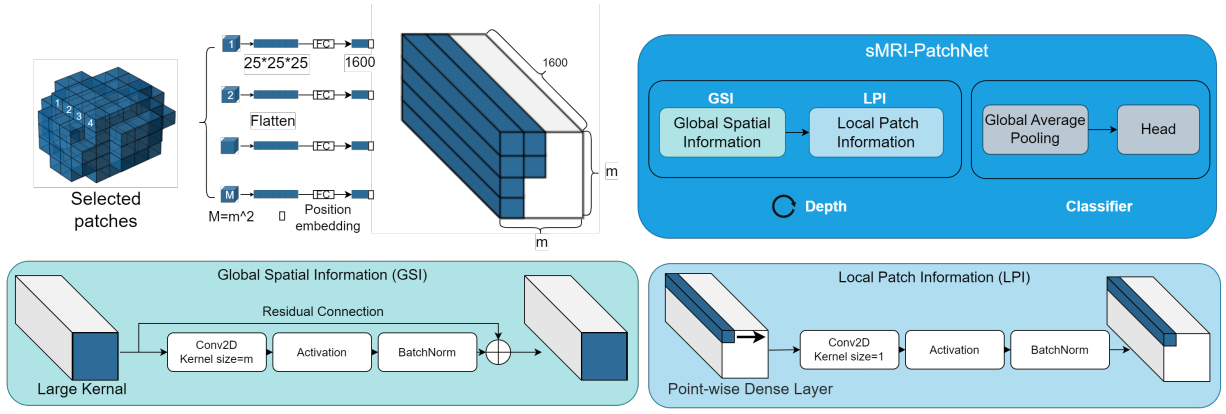 1
2
3
4
Selected
patches
1
25*25*25
FC
1600
2
Flatten
FC
FC
M
FC
M=m^2
Position
embedding
1600
m
m
sMRI-PatchNet
GSI
Global Spatial
Information
LPI
Local Patch
Information
Global Average
Pooling
Head
Depth
Classifier
Global Spatial Information (GSI)
Residual Connection
Conv2D
Kernel size=m
Activation
BatchNorm
Large Kernel
Local Patch Information (LPI)
Conv2D
Kernel size=1
Activation
BatchNorm
Point-wise Dense Layer